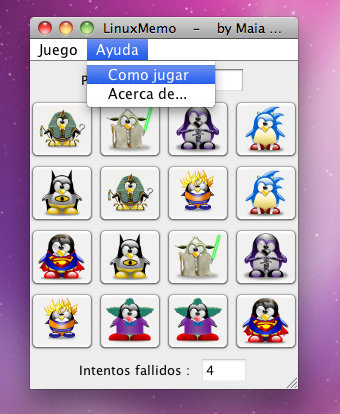 LinuxMemo - by Maia ...
Juego Ayuda
Como jugar
Acerca de...
Intentos fallidos : 4